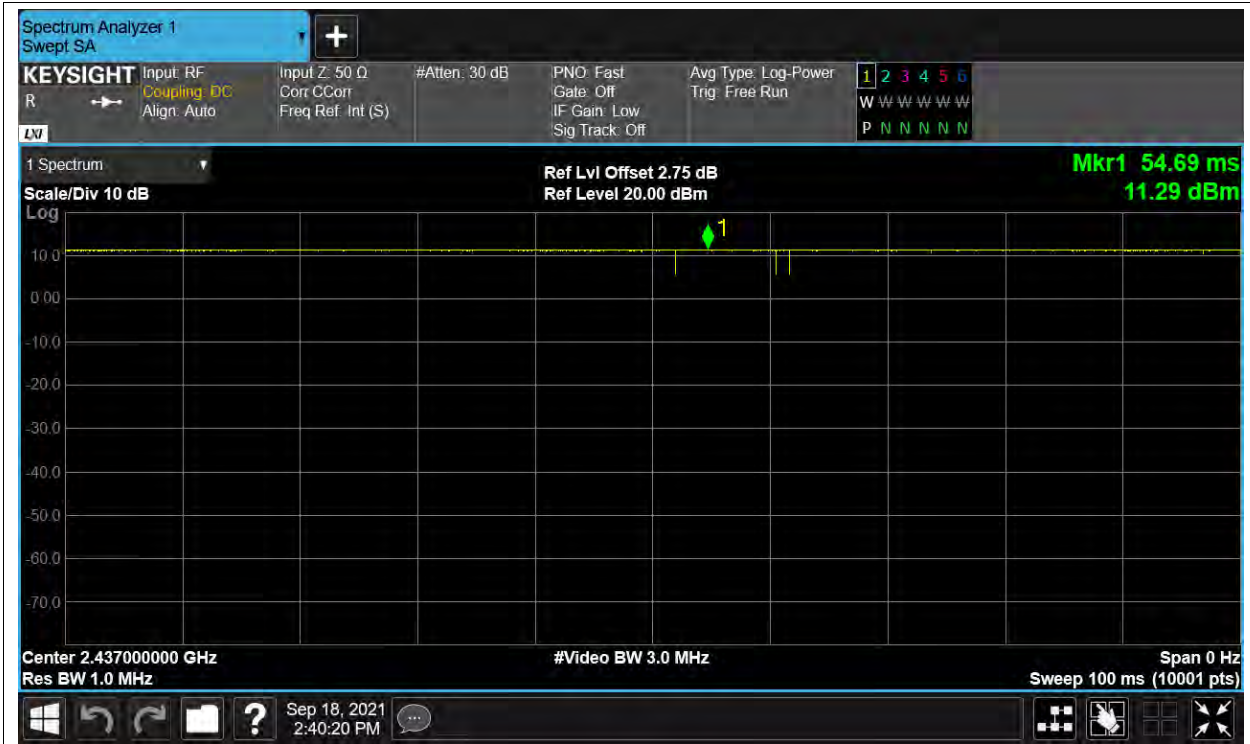 Spectrum Analyzer 1
Swept SA
KEYSIGHT Input: RF Input Z: 50 Ω #Atten: 30 dB PNO: Fast Avg Type: Log-Power 1 2 3 4 5 6
R Coupling: DC Corr CCorr Gate: Off Trig: Free Run W W W W W W
Align: Auto Freq Ref: Int (S) IF Gain: Low
LXI Sig Track: Off P N N N N N
1 Spectrum Ref Lvl Offset 2.75 dB Mkr1 54.69 ms
Scale/Div 10 dB Ref Level 20.00 dBm 11.29 dBm
Log
1
10.0
0.00
-10.0
-20.0
-30.0
-40.0
-50.0
-60.0
-70.0
Center 2.437000000 GHz #Video BW 3.0 MHz Span 0 Hz
Res BW 1.0 MHz Sweep 100 ms (10001 pts)
? Sep 18, 2021
2:40:20 PM